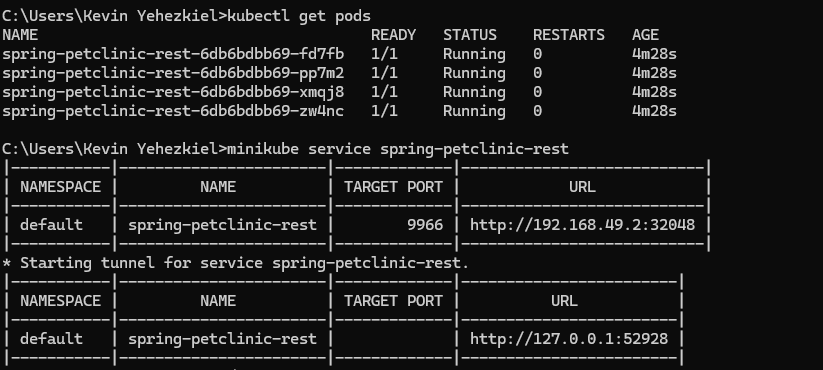 C:\Users\Kevin Yehezkiel>kubectl get pods
NAME                                    READY   STATUS    RESTARTS   AGE
spring-petclinic-rest-6db6bdbb69-fd7fb   1/1     Running   0          4m28s
spring-petclinic-rest-6db6bdbb69-pp7m2   1/1     Running   0          4m28s
spring-petclinic-rest-6db6bdbb69-xmqj8   1/1     Running   0          4m28s
spring-petclinic-rest-6db6bdbb69-zw4nc   1/1     Running   0          4m28s
C:\Users\Kevin Yehezkiel>minikube service spring-petclinic-rest
|-----------|-----------------------|-------------|---------------------------|
| NAMESPACE |         NAME          | TARGET PORT |            URL            |
|-----------|-----------------------|-------------|---------------------------|
| default   | spring-petclinic-rest |        9966 | http://192.168.49.2:32048 |
|-----------|-----------------------|-------------|---------------------------|
* Starting tunnel for service spring-petclinic-rest.
|-----------|-----------------------|-------------|------------------------|
| NAMESPACE |         NAME          | TARGET PORT |          URL           |
|-----------|-----------------------|-------------|------------------------|
| default   | spring-petclinic-rest |             | http://127.0.0.1:52928 |
|-----------|-----------------------|-------------|------------------------|